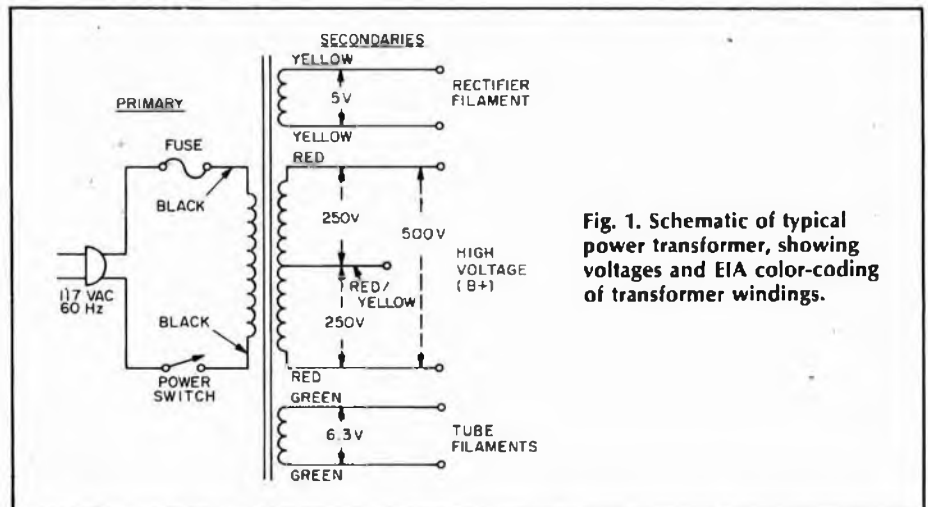 SECONDARIES
YELLOW
5V
YELLOW
RECTIFIER
FILAMENT
PRIMARY
FUSE
BLACK
117 VAC
60 Hz
BLACK
POWER
SWITCH
RED
250V
500V
RED/
YELLOW
250V
HIGH
VOLTAGE
(B+)
RED
GREEN
6.3V
GREEN
TUBE
FILAMENTS
Fig. 1. Schematic of typical
power transformer, showing
voltages and EIA color-coding
of transformer windings.